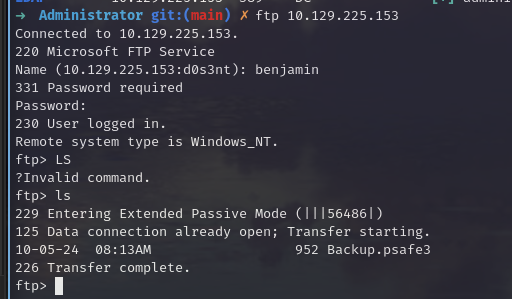 ➜ Administrator git:(main) ✗ ftp 10.129.225.153
Connected to 10.129.225.153.
220 Microsoft FTP Service
Name (10.129.225.153:d0s3nt): benjamin
331 Password required
Password:
230 User logged in.
Remote system type is Windows_NT.
ftp> LS
?Invalid command.
ftp> ls
229 Entering Extended Passive Mode (|||56486|)
125 Data connection already open; Transfer starting.
10-05-24  08:13AM                  952 Backup.psafe3
226 Transfer complete.
ftp>